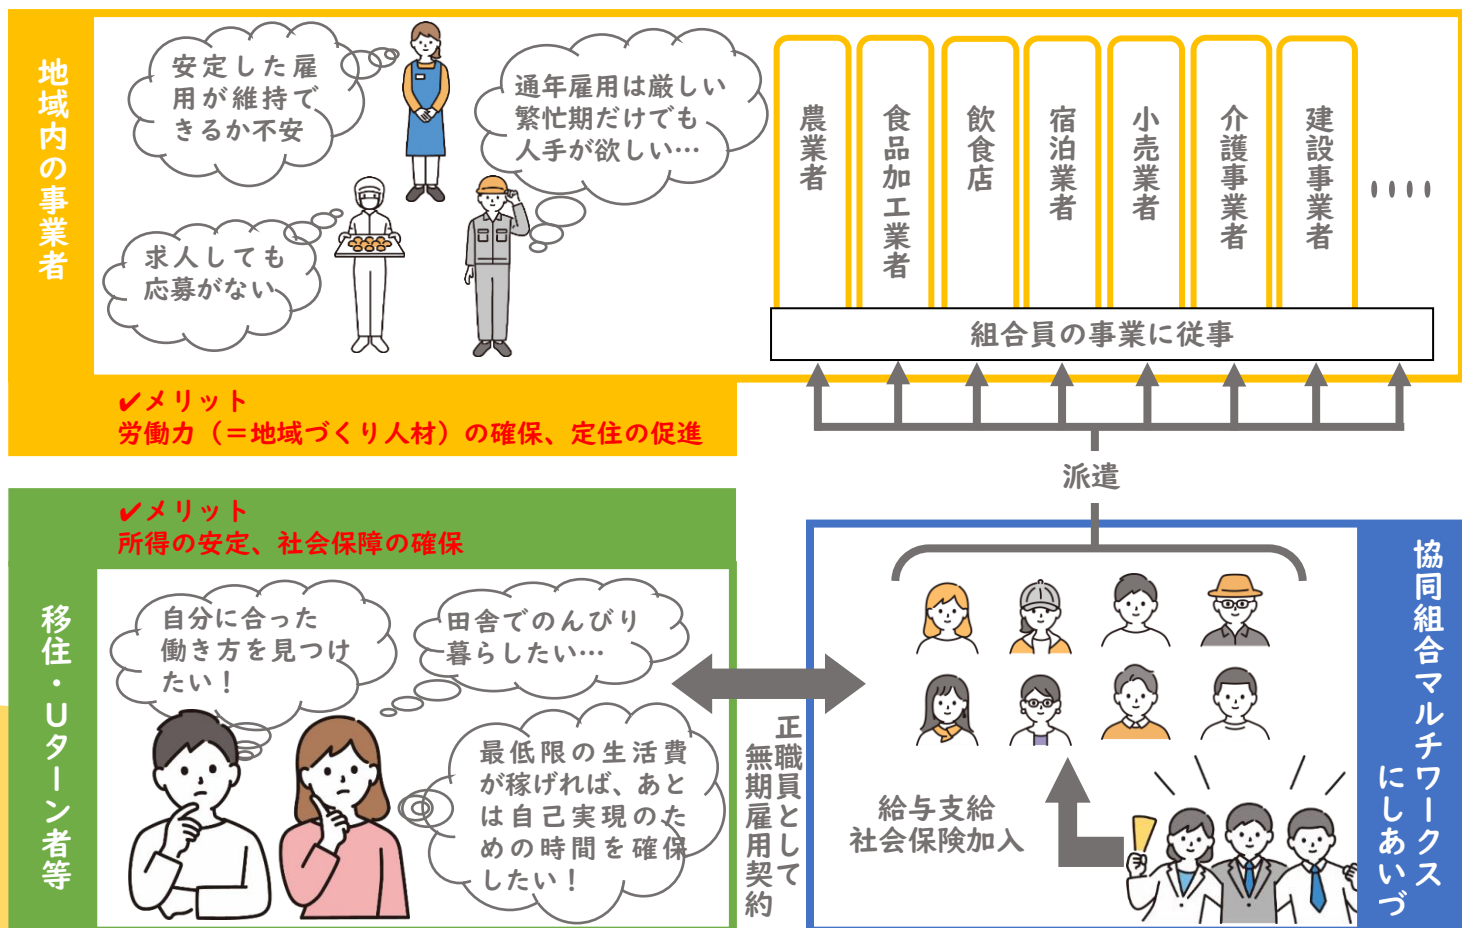 地域内の事業者
安定した雇
用が維持で
きるか不安
通年雇用は厳しい
繁忙期だけでも
人手が欲しい…
求人しても
応募がない
農業者
食品加工業者
飲食店
宿泊業者
小売業者
介護事業者
建設事業者
組合員の事業に従事
✔メリット
労働力（＝地域づくり人材）の確保、定住の促進
派遣
✔メリット
所得の安定、社会保障の確保
移住・Uターン者等
自分に合った
働き方を見つけ
たい！
田舎でのんびり
暮らしたい…
最低限の生活費
が稼げれば、あと
は自己実現のた
めの時間を確保
したい！
正職員として
無期雇用契約
給与支給
社会保険加入
協同組合マルチワークス
にしあいづ